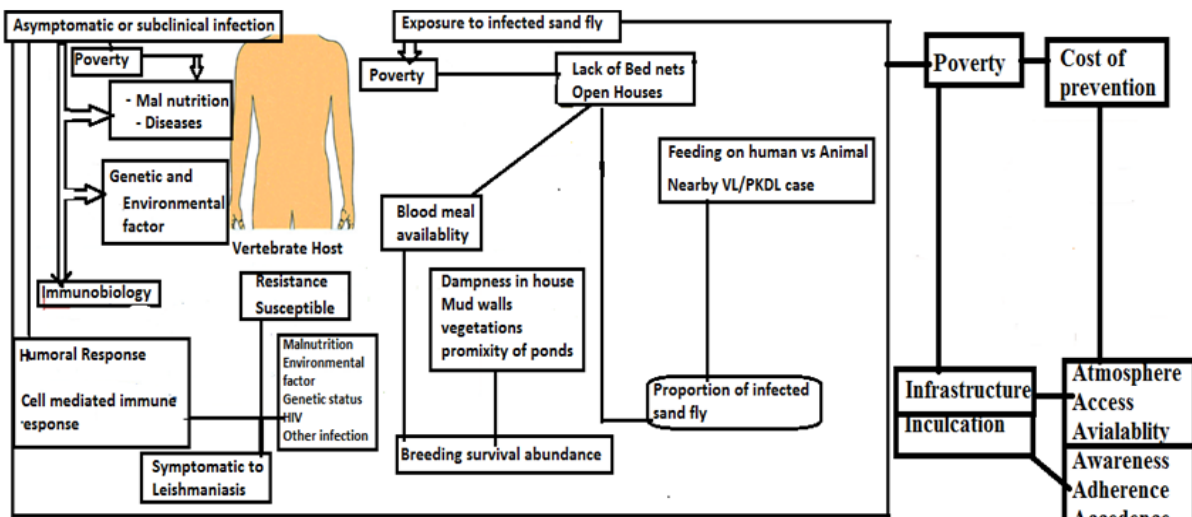 Asymptomatic or subclinical infection
Poverty
- Mal nutrition
- Diseases
Genetic and
Environmental
factor
Immunobiology
Vertebrate Host
Resistance
Susceptible
Humoral Response
Cell mediated immune
response
Malnutrition
Environmental
factor
Genetic status
HIV
Other infection
Symptomatic to
Leishmaniasis
Exposure to infected sand fly
Poverty
Lack of Bed nets
Open Houses
Feeding on human vs Animal
Nearby VL/PKDL case
Blood meal
availablity
Dampness in house
Mud walls
vegetations
promixity of ponds
Proportion of infected
sand fly
Breeding survival abundance
Poverty
Cost of
prevention
Infrastructure
Inculcation
Atmosphere
Access
Avialablity
Awareness
Adherence
Accedence